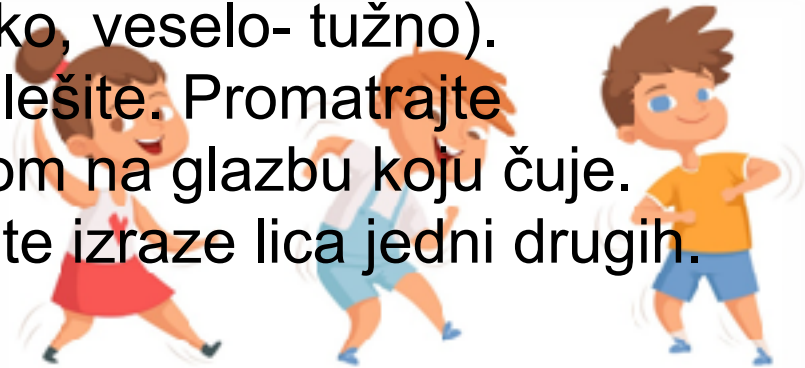 ko, veselo- tužno).
lešite. Promatrajte
om na glazbu koju čuje.
te izraze lica jedni drugih.